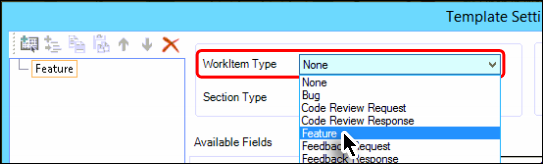 Template Setti
Feature
WorkItem Type
None
None
Section Type
Bug
Code Review Request
Code Review Response
Feature
Available Fields
Feedback Request
Feedback Response